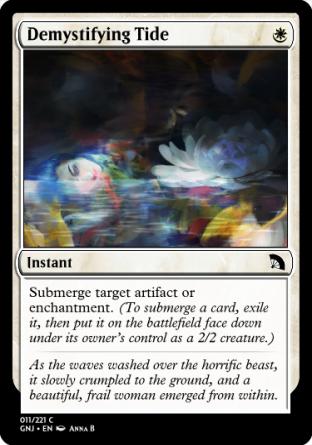 Demystifying Tide
Instant
Submerge target artifact or
enchantment. (To submerge a card, exile
it, then put it on the battlefield face down
under its owner's control as a 2/2 creature.)
As the waves washed over the horrific beast,
it slowly crumpled to the ground, and a
beautiful, frail woman emerged from within.
011/221 C
GNJ • EN Anna B